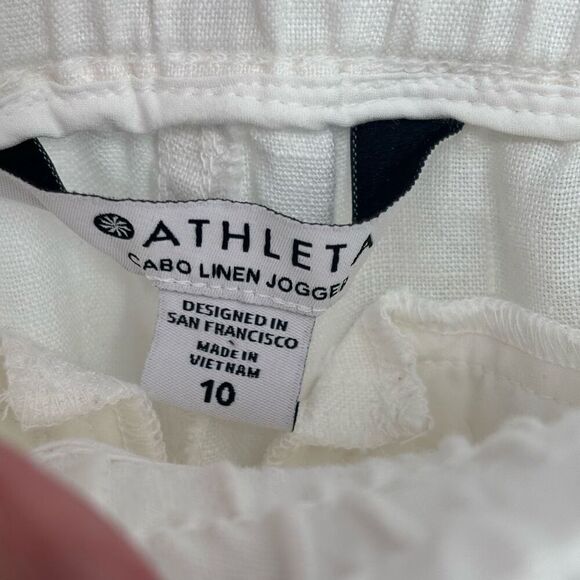 ATHLETA
CABO LINEN JOGGER
DESIGNED IN
SAN FRANCISCO
MADE IN
VIETNAM
10